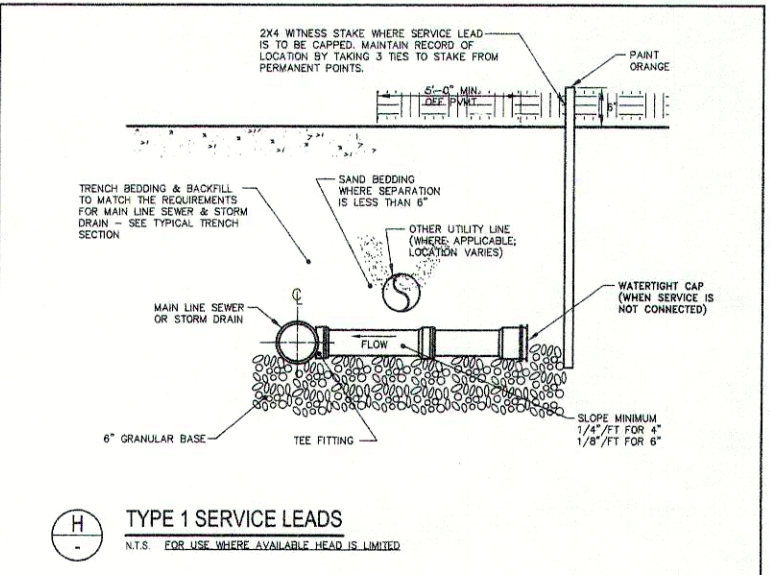 2X4 WITNESS STAKE WHERE SERVICE LEAD
IS TO BE CAPPED. MAINTAIN RECORD OF
LOCATION BY TAKING 3 TIES TO STAKE FROM
PERMANENT POINTS.
PAINT
ORANGE
5'-0" MIN.
OFF PVMT.
6"
TRENCH BEDDING & BACKFILL
TO MATCH THE REQUIREMENTS
FOR MAIN LINE SEWER & STORM
DRAIN – SEE TYPICAL TRENCH
SECTION
SAND BEDDING
WHERE SEPARATION
IS LESS THAN 6"
OTHER UTILITY LINE
(WHERE APPLICABLE;
LOCATION VARIES)
WATERTIGHT CAP
(WHEN SERVICE IS
NOT CONNECTED)
℄
MAIN LINE SEWER
OR STORM DRAIN
FLOW
6" GRANULAR BASE
TEE FITTING
SLOPE MINIMUM
1/4"/FT FOR 4"
1/8"/FT FOR 6"
H
-
TYPE 1 SERVICE LEADS
N.T.S. FOR USE WHERE AVAILABLE HEAD IS LIMITED